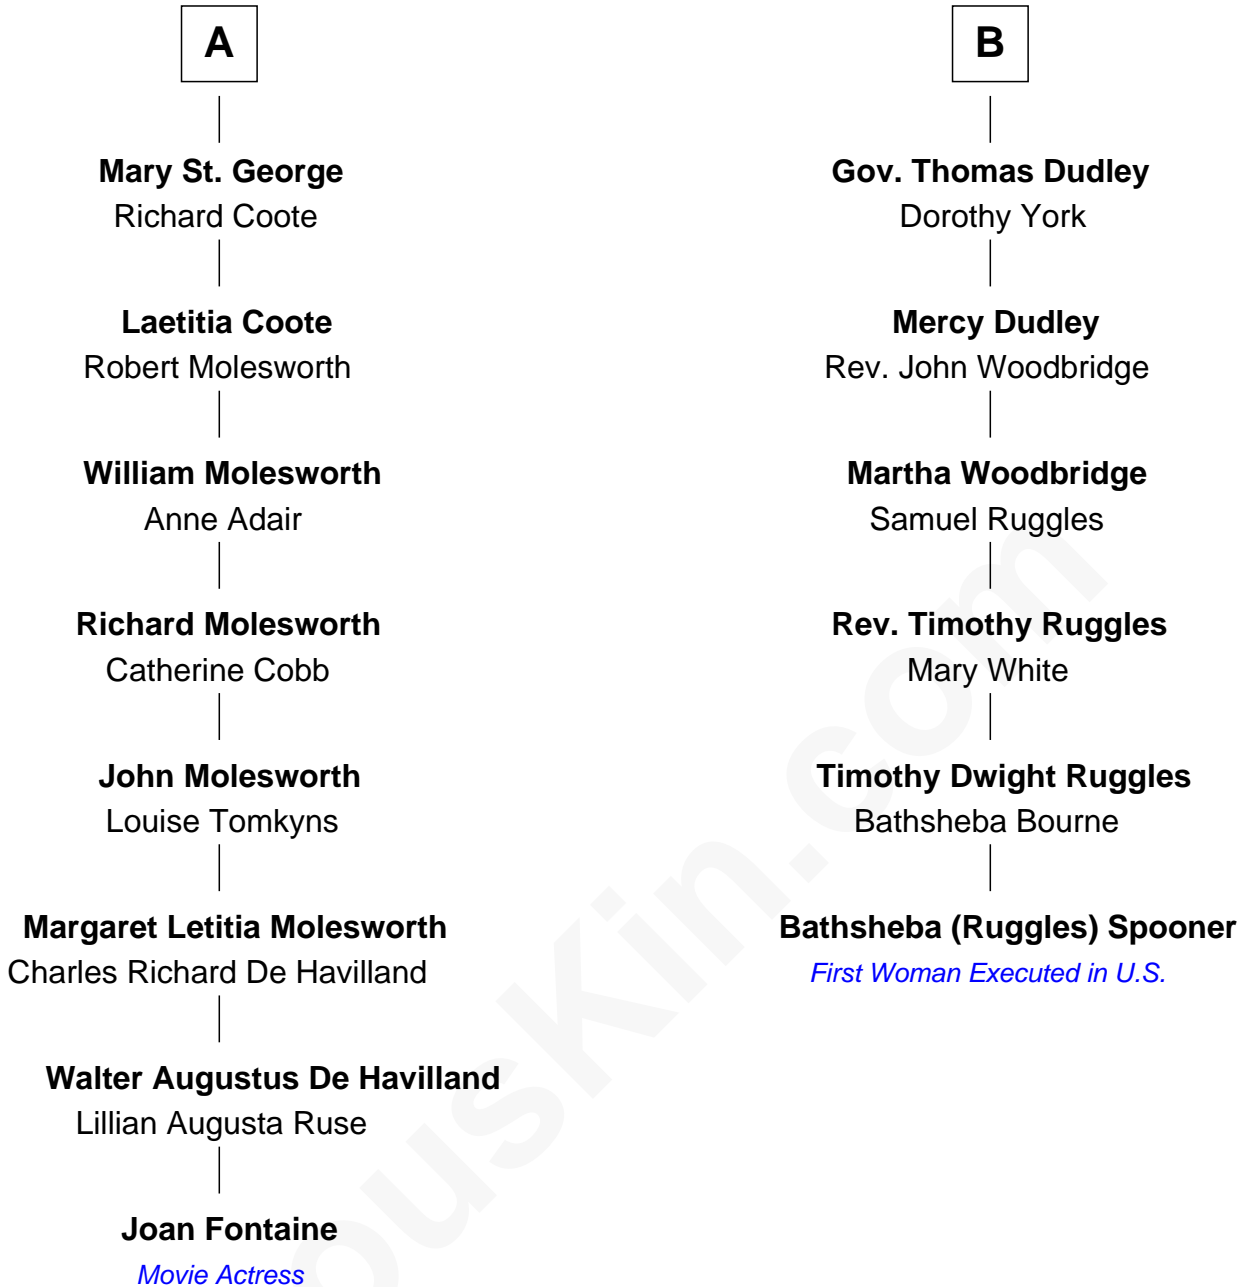 A
Mary St. George
Richard Coote
Laetitia Coote
Robert Molesworth
William Molesworth
Anne Adair
Richard Molesworth
Catherine Cobb
John Molesworth
Louise Tomkyns
Margaret Letitia Molesworth
Charles Richard De Havilland
Walter Augustus De Havilland
Lillian Augusta Ruse
Joan Fontaine
Movie Actress
B
Gov. Thomas Dudley
Dorothy York
Mercy Dudley
Rev. John Woodbridge
Martha Woodbridge
Samuel Ruggles
Rev. Timothy Ruggles
Mary White
Timothy Dwight Ruggles
Bathsheba Bourne
Bathsheba (Ruggles) Spooner
First Woman Executed in U.S.
ousKin.com